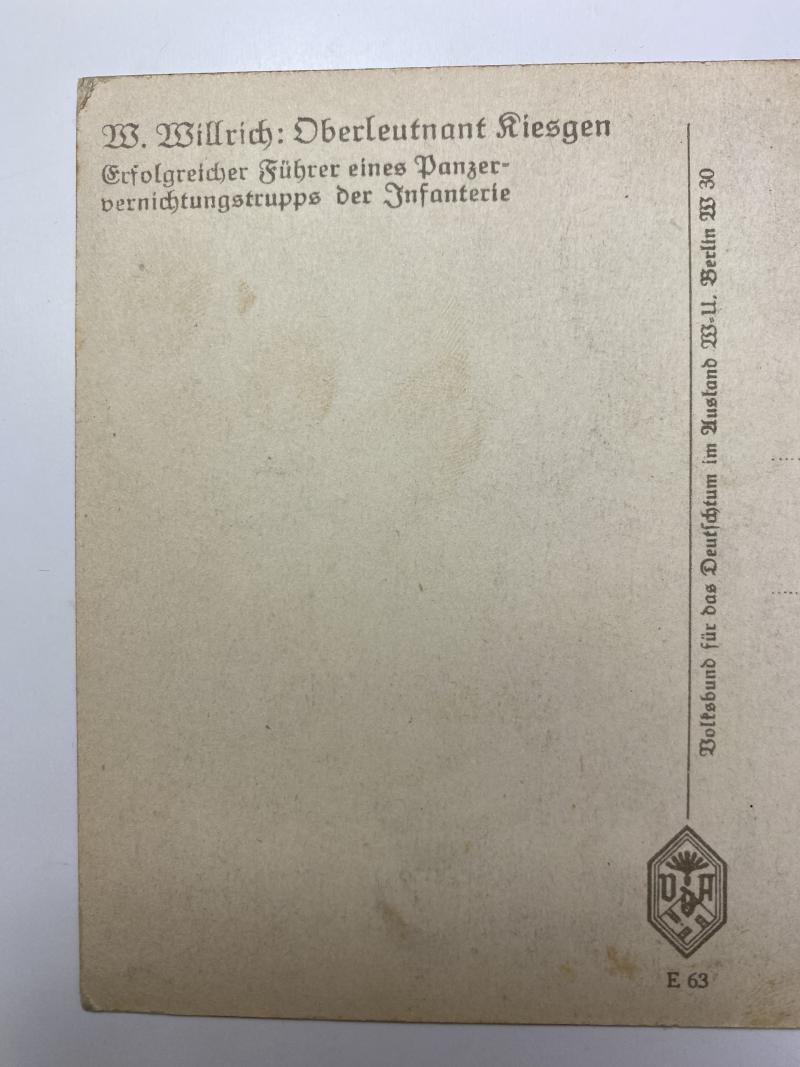 W. Willrich: Oberleutnant Kiesgen
Erfolgreicher Führer eines Panzer-
vernichtungstrupps der Infanterie
Volksbund für das Deutschtum im Ausland W-U. Berlin W 30
V D A
E 63